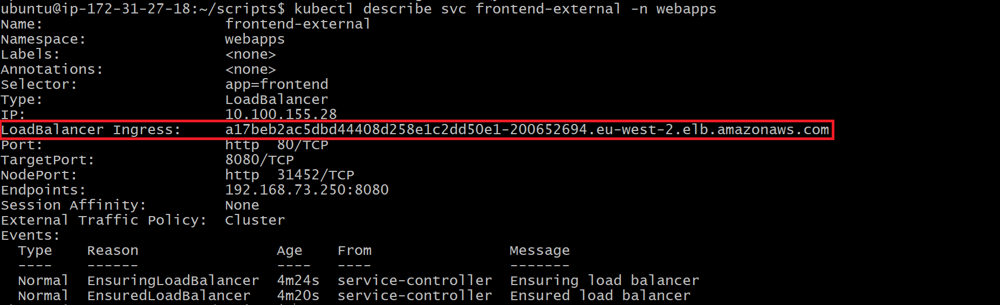 ubuntu@ip-172-31-27-18:~/scripts$ kubectl describe svc frontend-external -n webapps
Name:                     frontend-external
Namespace:                webapps
Labels:                   <none>
Annotations:              <none>
Selector:                 app=frontend
Type:                     LoadBalancer
IP:                       10.100.155.28
LoadBalancer Ingress:     a17beb2ac5dbd44408d258e1c2dd50e1-200652694.eu-west-2.elb.amazonaws.com
Port:                     http  80/TCP
TargetPort:               8080/TCP
NodePort:                 http  31452/TCP
Endpoints:                192.168.73.250:8080
Session Affinity:         None
External Traffic Policy:  Cluster
Events:
  Type    Reason                Age    From                Message
  ----    ------                ----   ----                -------
  Normal  EnsuringLoadBalancer  4m24s  service-controller  Ensuring load balancer
  Normal  EnsuredLoadBalancer   4m20s  service-controller  Ensured load balancer